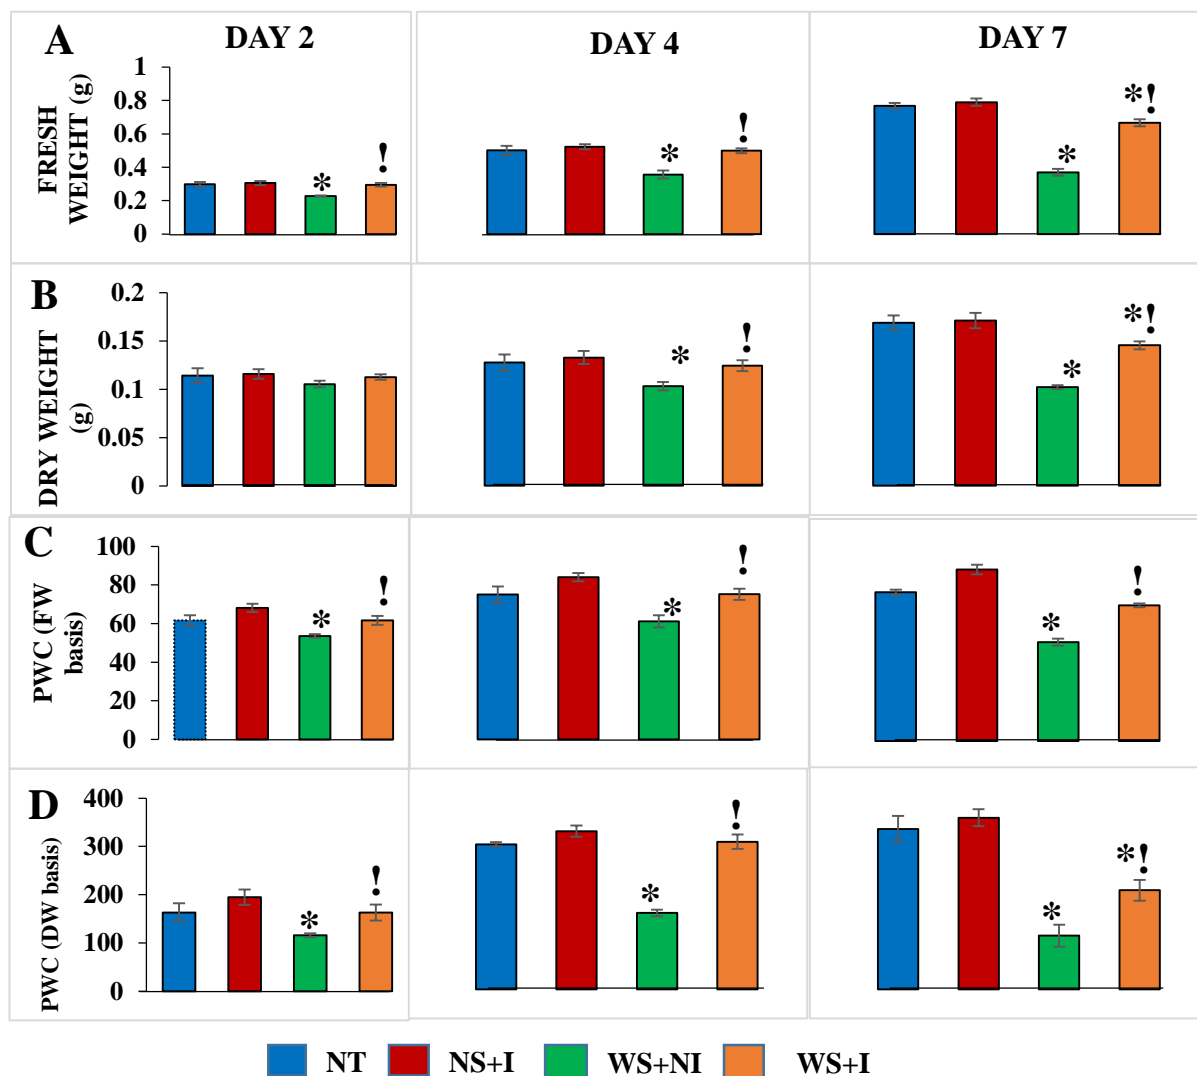 A DAY 2 DAY 4 DAY 7
FRESH
WEIGHT (g)
1
0.8
0.6
0.4
0.2
0
* ! * ! * *!
B
DRY WEIGHT
(g)
0.2
0.15
0.1
0.05
0
* ! * *!
C
PWC (FW
basis)
100
80
60
40
20
0
* ! * ! * !
D
PWC (DW basis)
400
300
200
100
0
* ! * ! * *!
NT NS+I WS+NI WS+I